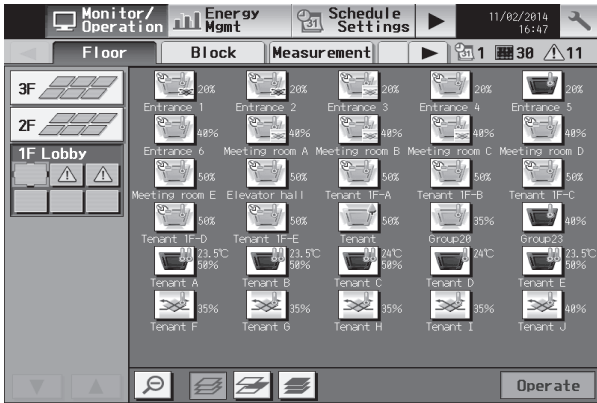 Monitor/ Operation Energy Mgmt Schedule Settings 11/02/2014 16:47
Floor Block Measurement 31 1 30 11
3F
2F
1F Lobby
20% 20% 20% 20% 20%
Entrance 1 Entrance 2 Entrance 3 Entrance 4 Entrance 5
40% 40% 40% 40% 40%
Entrance 6 Meeting room A Meeting room B Meeting room C Meeting room D
50% 50% 50% 50% 50%
Meeting room E Elevator hall Tenant 1F-A Tenant 1F-B Tenant 1F-C
50% 50% 50% 35% 40%
Tenant 1F-D Tenant 1F-E Tenant Group20 Group23
23.5℃ 23.5℃ 24℃ 24℃ 23.5℃
50% 50% 50% 50%
Tenant A Tenant B Tenant C Tenant D Tenant E
35% 35% 35% 35% 40%
Tenant F Tenant G Tenant H Tenant I Tenant J
Operate